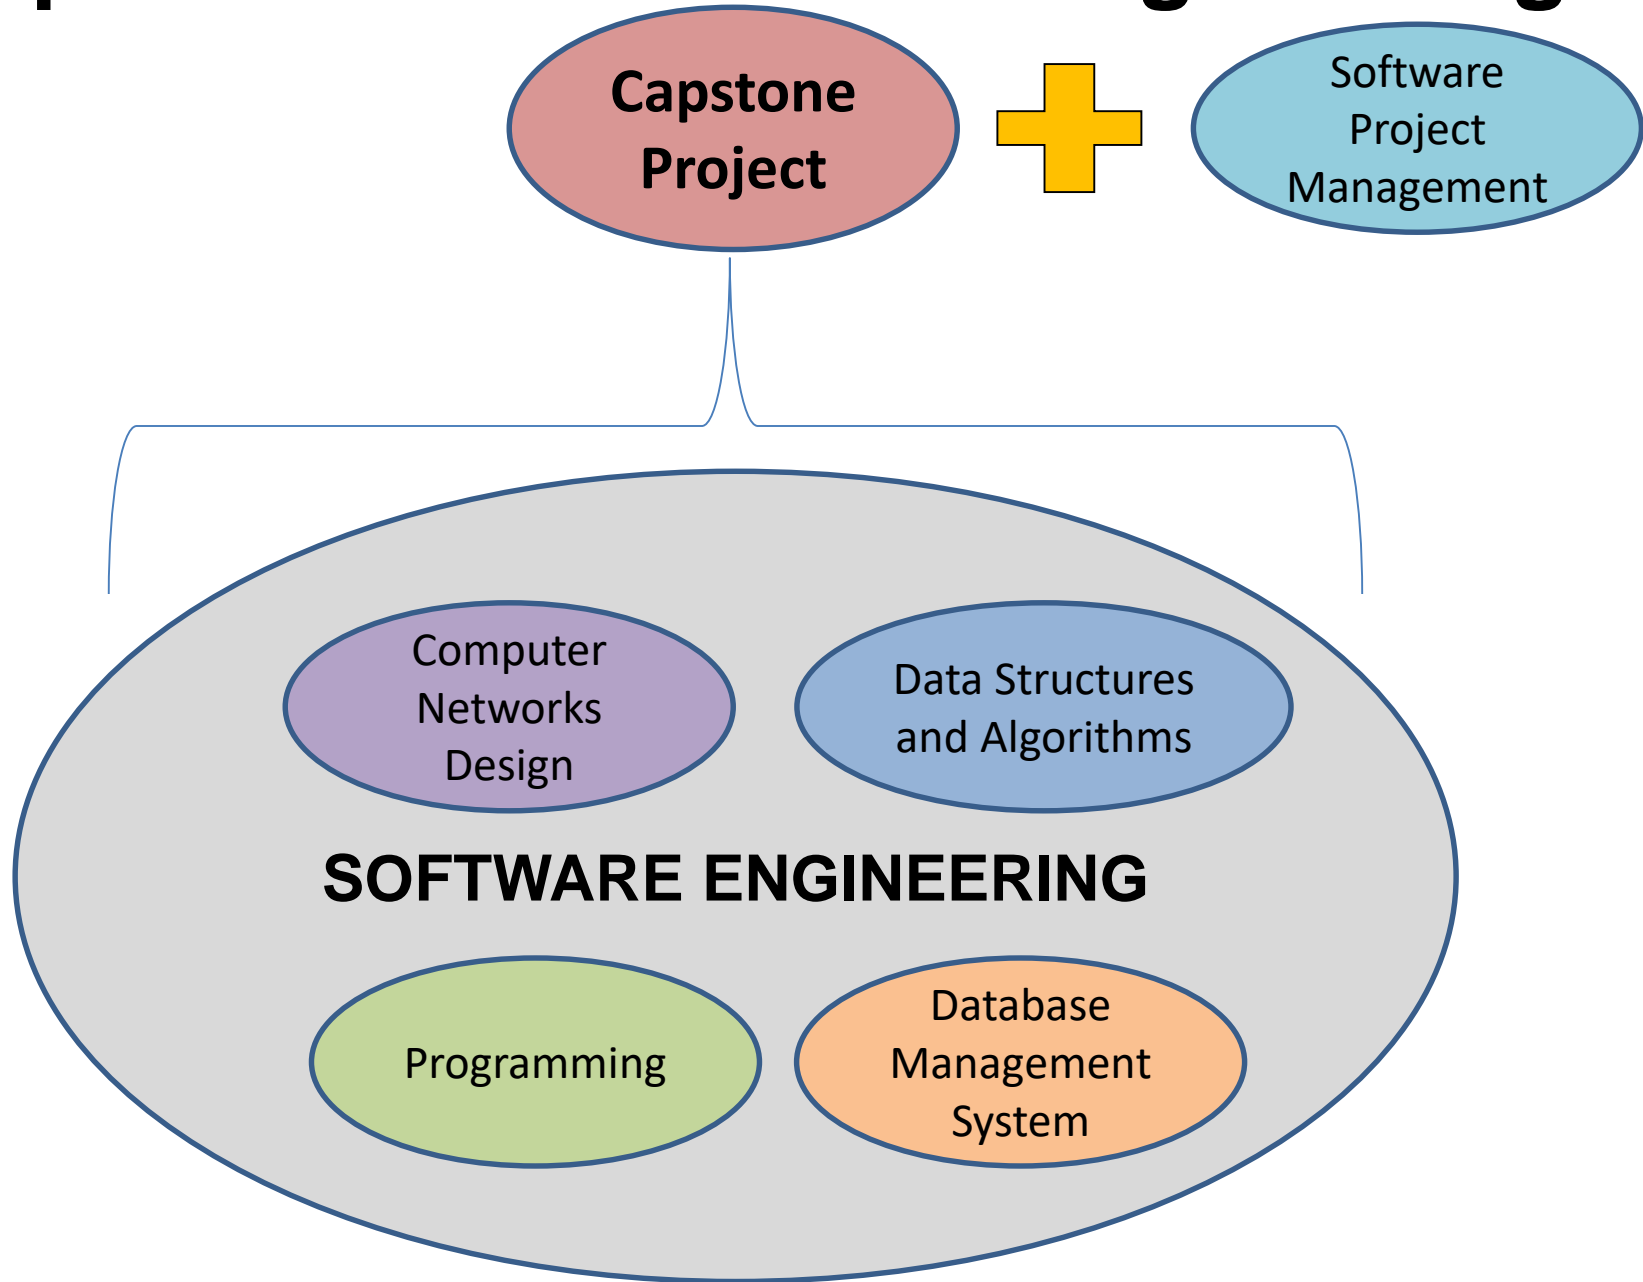 Capstone
Project
Software
Project
Management
Computer
Networks
Design
Data Structures
and Algorithms
SOFTWARE ENGINEERING
Programming
Database
Management
System